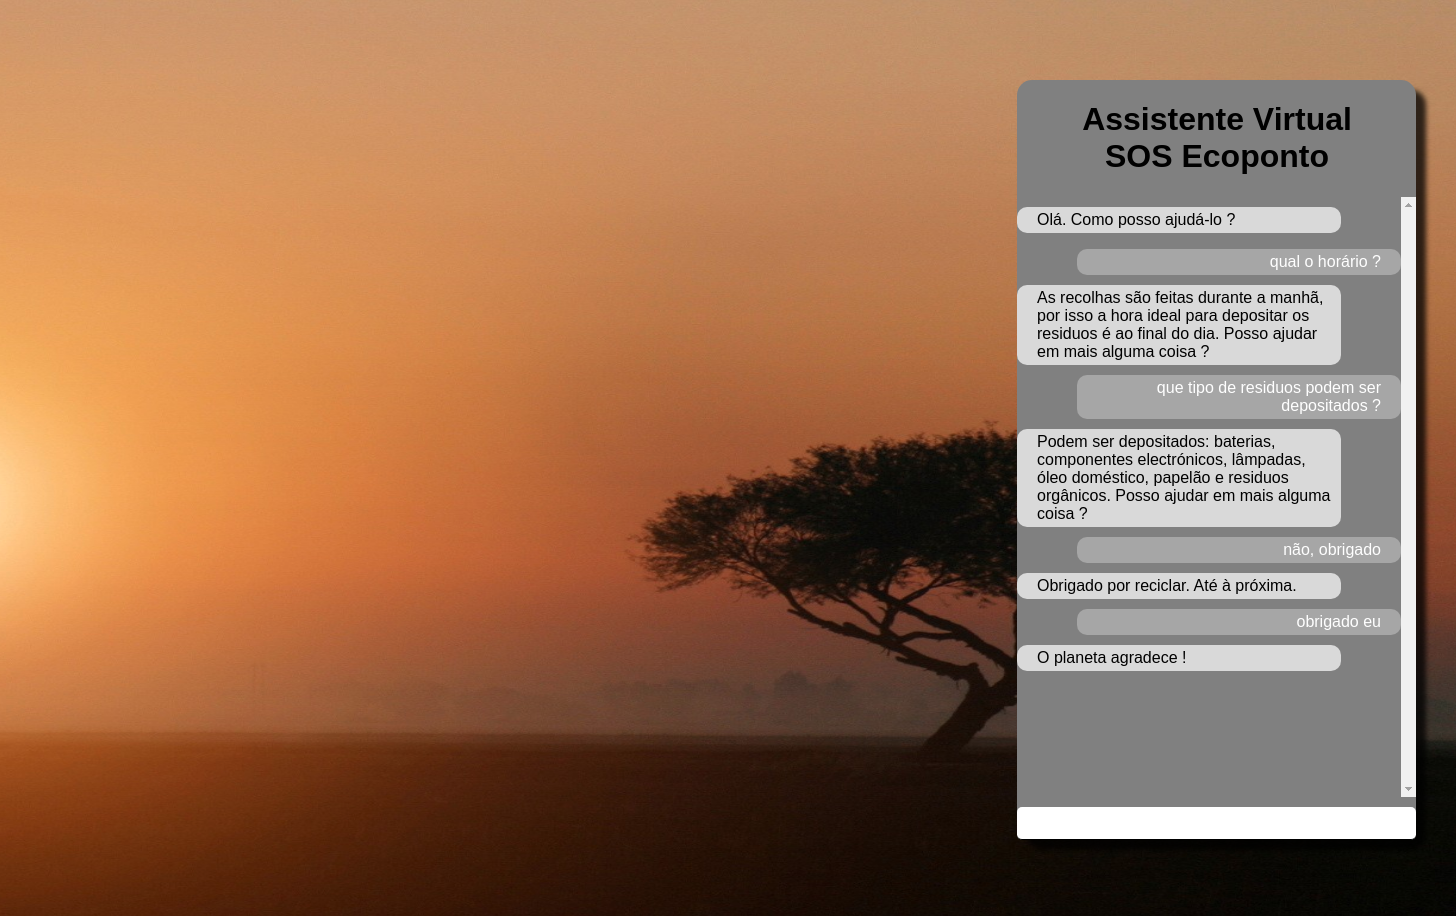 Assistente Virtual
SOS Ecoponto
Olá. Como posso ajudá-lo ?
qual o horário ?
As recolhas são feitas durante a manhã,
por isso a hora ideal para depositar os
residuos é ao final do dia. Posso ajudar
em mais alguma coisa ?
que tipo de residuos podem ser
depositados ?
Podem ser depositados: baterias,
componentes electrónicos, lâmpadas,
óleo doméstico, papelão e residuos
orgânicos. Posso ajudar em mais alguma
coisa ?
não, obrigado
Obrigado por reciclar. Até à próxima.
obrigado eu
O planeta agradece !